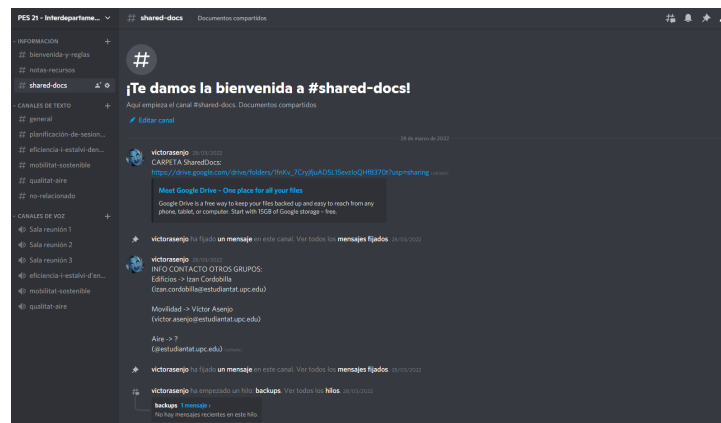 PES 21 - Interdepartame...
# shared-docs Documentos compartidos
INFORMACIÓN
bienvenida-y-reglas
notas-recursos
shared-docs
CANALES DE TEXTO
general
planificación-de-sesion...
eficiencia-i-estalvi-den...
mobilitat-sostenible
qualitat-aire
no-relacionado
CANALES DE VOZ
Sala reunión 1
Sala reunión 2
Sala reunión 3
eficiencia-i-estalvi-d'en...
mobilitat-sostenible
qualitat-aire
¡Te damos la bienvenida a #shared-docs!
Aquí empieza el canal #shared-docs. Documentos compartidos
Editar canal
28 de marzo de 2022
victorasenjo 28/03/2022
CARPETA SharedDocs:
Meet Google Drive – One place for all your files
Google Drive is a free way to keep your files backed up and easy to reach from any
phone, tablet, or computer. Start with 15GB of Google storage – free.
victorasenjo ha fijado un mensaje en este canal. Ver todos los mensajes fijados. 28/03/2022
victorasenjo 28/03/2022
INFO CONTACTO OTROS GRUPOS:
Edificios -> Izan Cordobilla
(izan.cordobilla@estudiantat.upc.edu)
Movilidad -> Víctor Asenjo
(victor.asenjo@estudiantat.upc.edu)
Aire -> ?
(@estudiantat.upc.edu) (editado)
victorasenjo ha fijado un mensaje en este canal. Ver todos los mensajes fijados. 28/03/2022
victorasenjo ha empezado un hilo: backups. Ver todos los hilos. 28/03/2022
backups 1 mensaje ›
No hay mensajes recientes en este hilo.